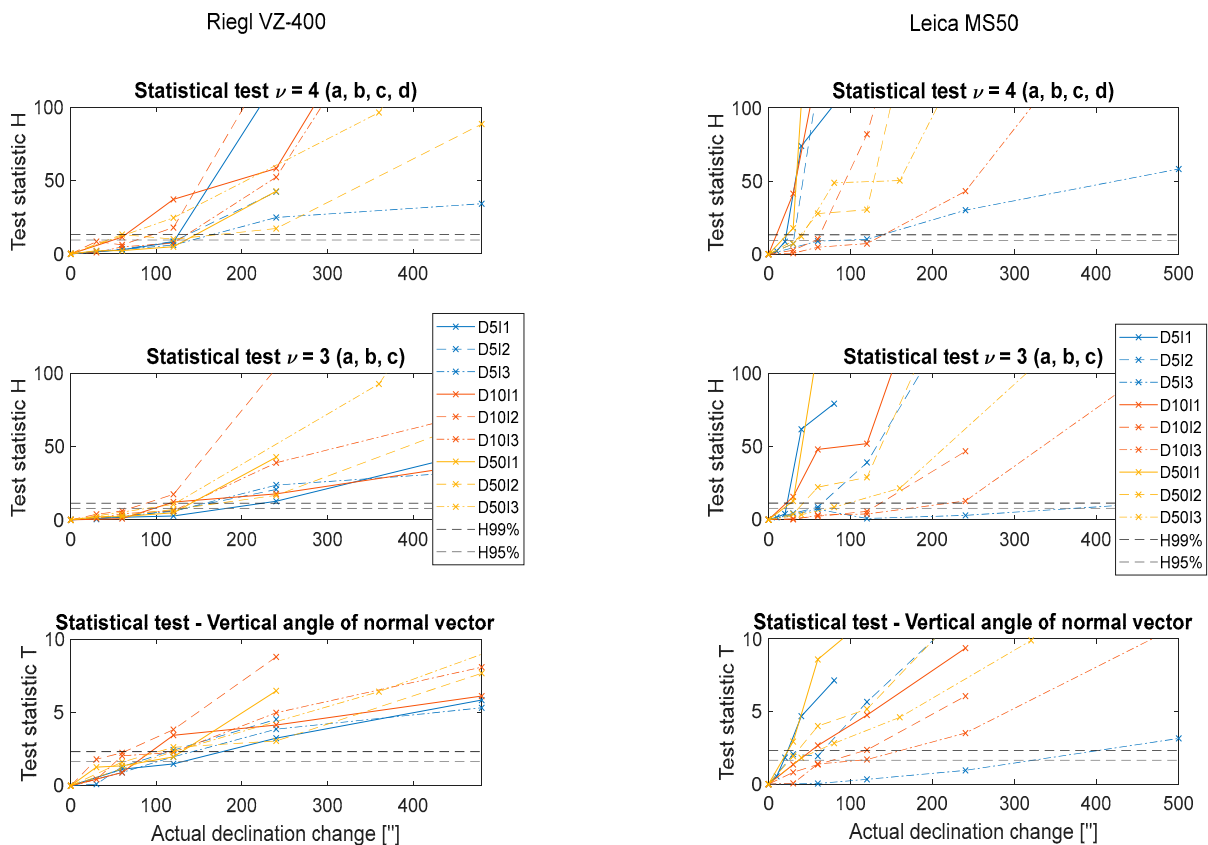 Riegl VZ-400
Statistical test ν = 4 (a, b, c, d)
Test statistic H
100
50
0
0 100 200 300 400
Statistical test ν = 3 (a, b, c)
Test statistic H
100
50
0
0 100 200 300 400
D5I1
D5I2
D5I3
D10I1
D10I2
D10I3
D50I1
D50I2
D50I3
H99%
H95%
Statistical test - Vertical angle of normal vector
Test statistic T
10
5
0
0 100 200 300 400
Actual declination change ["]
Leica MS50
Statistical test ν = 4 (a, b, c, d)
Test statistic H
100
50
0
0 100 200 300 400 500
Statistical test ν = 3 (a, b, c)
Test statistic H
100
50
0
0 100 200 300 400
D5I1
D5I2
D5I3
D10I1
D10I2
D10I3
D50I1
D50I2
D50I3
H99%
H95%
Statistical test - Vertical angle of normal vector
Test statistic T
10
5
0
0 100 200 300 400 500
Actual declination change ["]